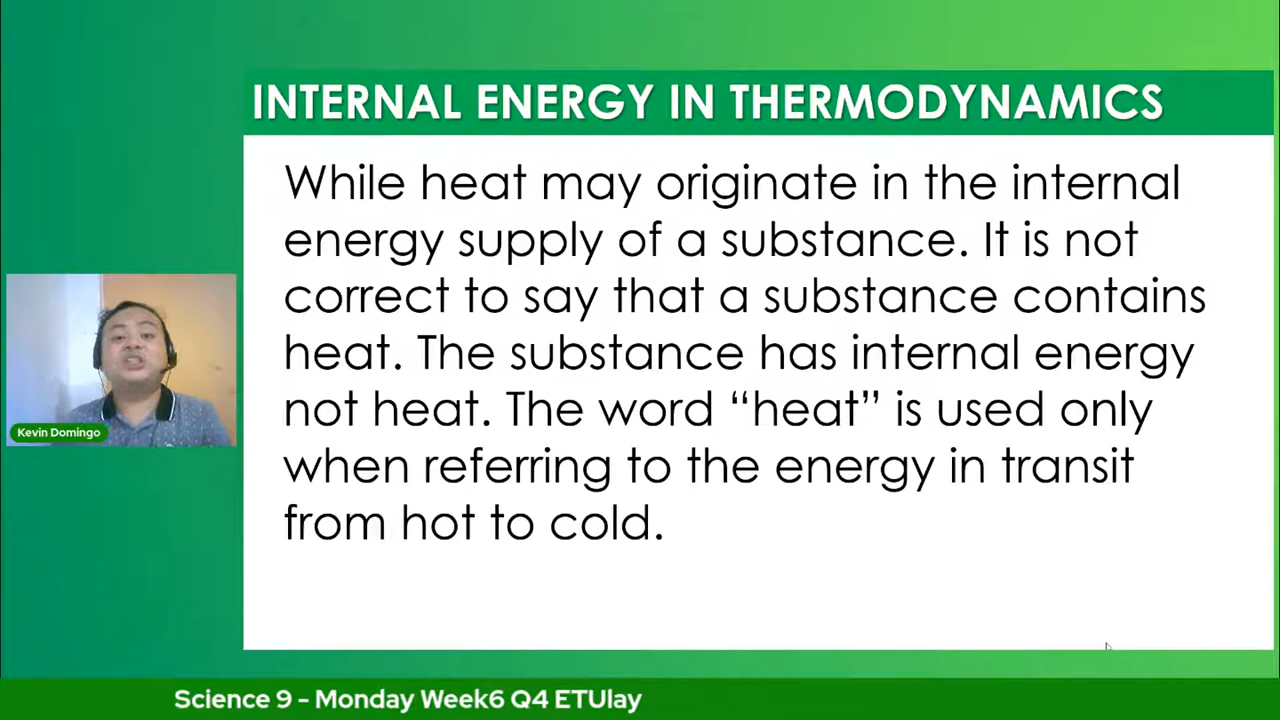 INTERNAL ENERGY IN THERMODYNAMICS
While heat may originate in the internal
energy supply of a substance. It is not
correct to say that a substance contains
heat. The substance has internal energy
not heat. The word “heat” is used only
when referring to the energy in transit
from hot to cold.
Kevin Domingo
Science 9 - Monday Week6 Q4 ETUlay